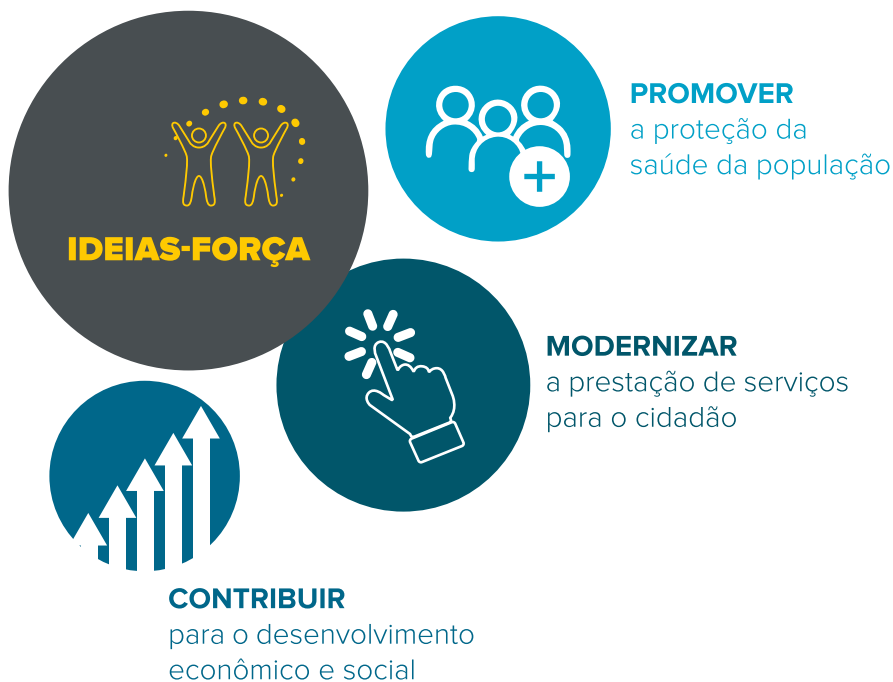 IDEIAS-FORÇA
PROMOVER
a proteção da
saúde da população
MODERNIZAR
a prestação de serviços
para o cidadão
CONTRIBUIR
para o desenvolvimento
econômico e social